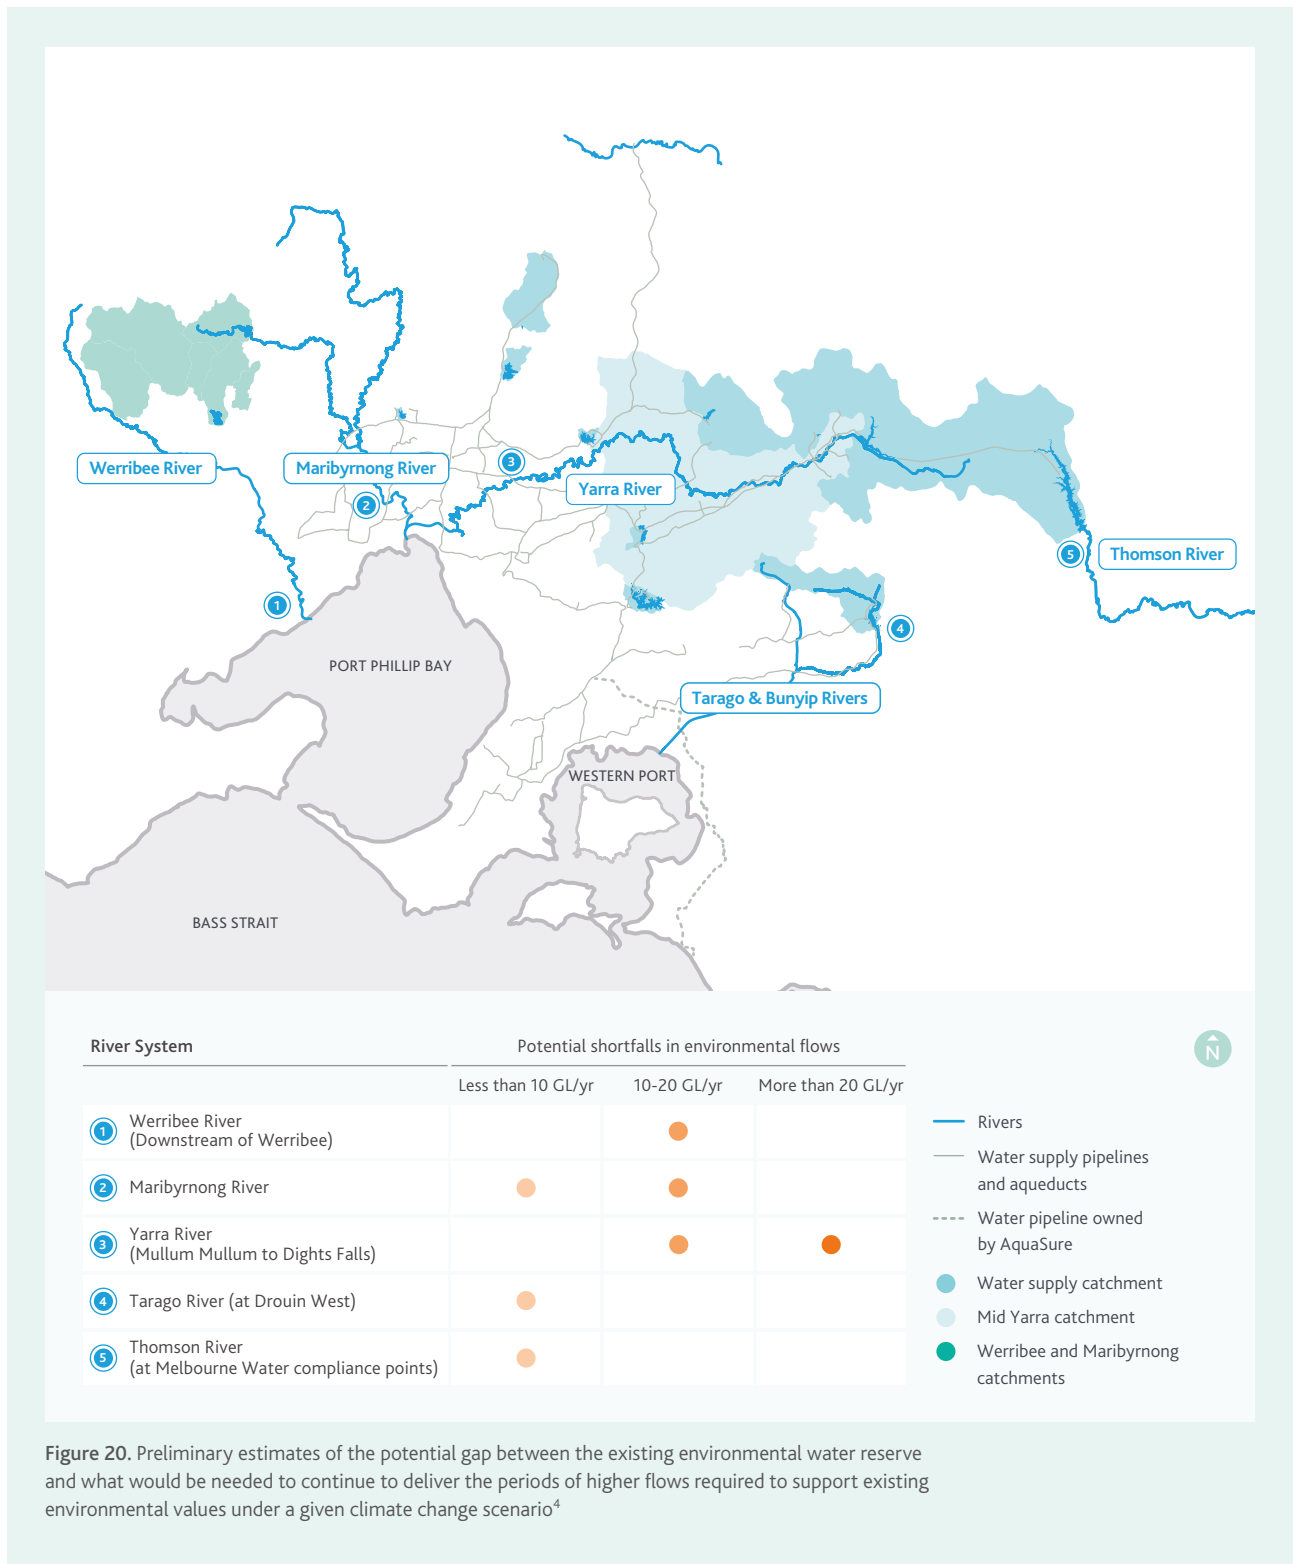 Werribee River
Maribyrnong River
3
Yarra River
2
5
Thomson River
1
4
PORT PHILLIP BAY
Tarago & Bunyip Rivers
WESTERN PORT
BASS STRAIT
River System
Potential shortfalls in environmental flows
N
Less than 10 GL/yr
10-20 GL/yr
More than 20 GL/yr
1
Werribee River
(Downstream of Werribee)
2
Maribyrnong River
3
Yarra River
(Mullum Mullum to Dights Falls)
4
Tarago River (at Drouin West)
5
Thomson River
(at Melbourne Water compliance points)
Rivers
Water supply pipelines
and aqueducts
Water pipeline owned
by AquaSure
Water supply catchment
Mid Yarra catchment
Werribee and Maribyrnong
catchments
Figure 20. Preliminary estimates of the potential gap between the existing environmental water reserve
and what would be needed to continue to deliver the periods of higher flows required to support existing
environmental values under a given climate change scenario⁴